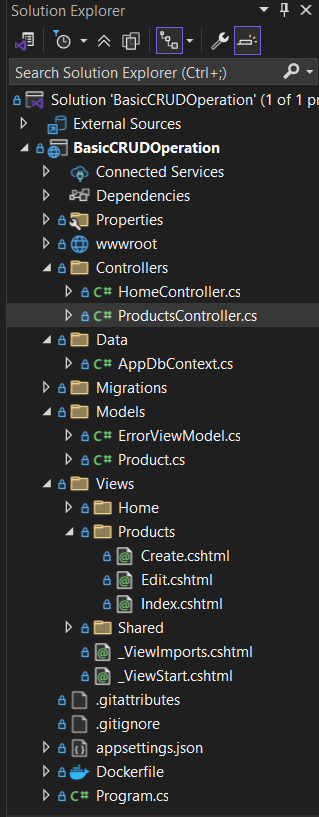 Solution Explorer
Search Solution Explorer (Ctrl+;)
Solution 'BasicCRUDOperation' (1 of 1 pr
External Sources
BasicCRUDOperation
Connected Services
Dependencies
Properties
wwwroot
Controllers
C# HomeController.cs
C# ProductsController.cs
Data
C# AppDbContext.cs
Migrations
Models
C# ErrorViewModel.cs
C# Product.cs
Views
Home
Products
Create.cshtml
Edit.cshtml
Index.cshtml
Shared
_ViewImports.cshtml
_ViewStart.cshtml
.gitattributes
.gitignore
appsettings.json
Dockerfile
C# Program.cs